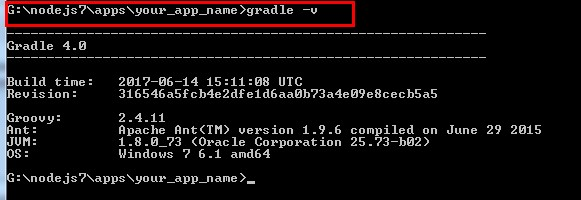 G:\nodejs7\apps\your_app_name>gradle -v
------------------------------------------------------------
Gradle 4.0
------------------------------------------------------------
Build time:   2017-06-14 15:11:08 UTC
Revision:     316546a5fcb4e2dfe1d6aa0b73a4e09e8cecb5a5
Groovy:       2.4.11
Ant:          Apache Ant(TM) version 1.9.6 compiled on June 29 2015
JVM:          1.8.0_73 (Oracle Corporation 25.73-b02)
OS:           Windows 7 6.1 amd64
G:\nodejs7\apps\your_app_name>_